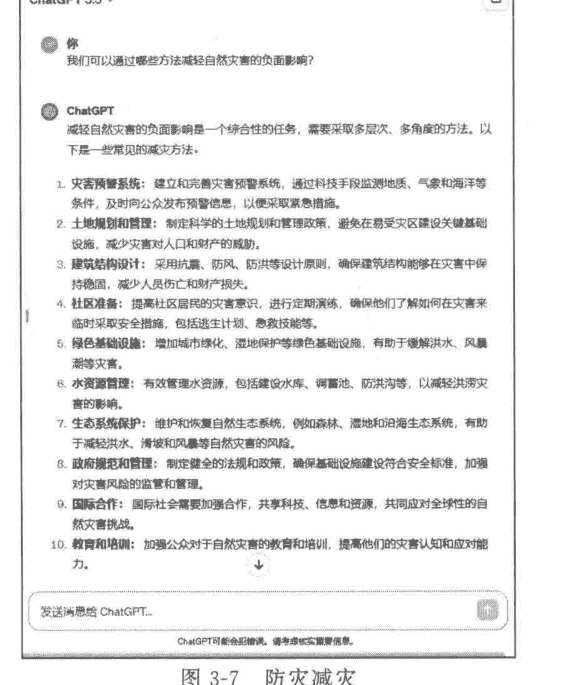 ChatGPT 3.5
你
我们可以通过哪些方法减轻自然灾害的负面影响?
ChatGPT
减轻自然灾害的负面影响是一个综合性的任务，需要采取多层次、多角度的方法。以
下是一些常见的减灾方法。
1. 灾害预警系统：建立和完善灾害预警系统，通过科技手段监测地质、气象和海洋等
条件，及时向公众发布预警信息，以便采取紧急措施。
2. 土地规划和管理：制定科学的土地规划和管理政策，避免在易受灾区建设关键基础
设施，减少灾害对人口和财产的威胁。
3. 建筑结构设计：采用抗震、防风、防洪等设计原则，确保建筑结构能够在灾害中保
持稳固，减少人员伤亡和财产损失。
4. 社区准备：提高社区居民的灾害意识，进行定期演练，确保他们了解如何在灾害来
临时采取安全措施，包括逃生计划、急救技能等。
5. 绿色基础设施：增加城市绿化、湿地保护等绿色基础设施，有助于缓解洪水、风暴
潮等灾害。
6. 水资源管理：有效管理水资源，包括建设水库、调蓄池、防洪沟等，以减轻洪涝灾
害的影响。
7. 生态系统保护：维护和恢复自然生态系统，例如森林、湿地和沿海生态系统，有助
于减轻洪水、滑坡和风暴等自然灾害的风险。
8. 政府规范和管理：制定健全的法规和政策，确保基础设施建设符合安全标准，加强
对灾害风险的监管和管理。
9. 国际合作：国际社会需要加强合作，共享科技、信息和资源，共同应对全球性的自
然灾害挑战。
10. 教育和培训：加强公众对于自然灾害的教育和培训，提高他们的灾害认知和应对能
力。
发送消息给 ChatGPT...
ChatGPT可能会犯错误。请考虑核实重要信息。
图 3-7 防灾减灾